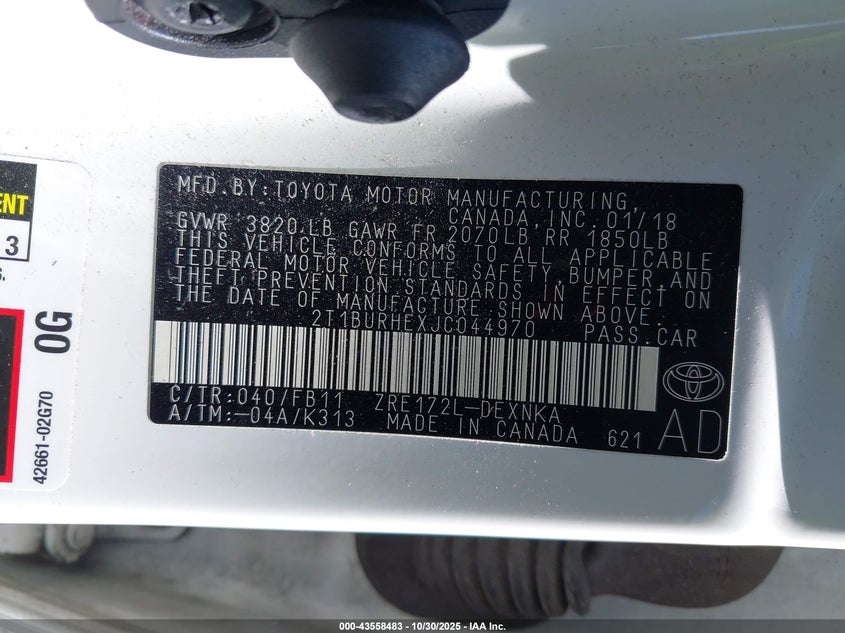 MFD.BY:TOYOTA MOTOR MANUFACTURING,
CANADA,INC.01/18
GVWR 3820.LB GAWR FR 2070LB RR 1850LB
THIS VEHICLE CONFORMS TO ALL APPLICABLE
FEDERAL MOTOR VEHICLE SAFETY,BUMPER,AND
THEFT PREVENTION STANDARDS IN EFFECT ON
THE DATE OF MANUFACTURE SHOWN ABOVE.
2T1BURHEXJC044970 PASS.CAR
C/TR:040/FB11 ZRE172L-DEXNKA
A/TM:-04A/K313 MADE IN CANADA 621
AD
ENT
3
S.
0G
42661-02G70
000-43558483 - 10/30/2025 - IAA Inc.